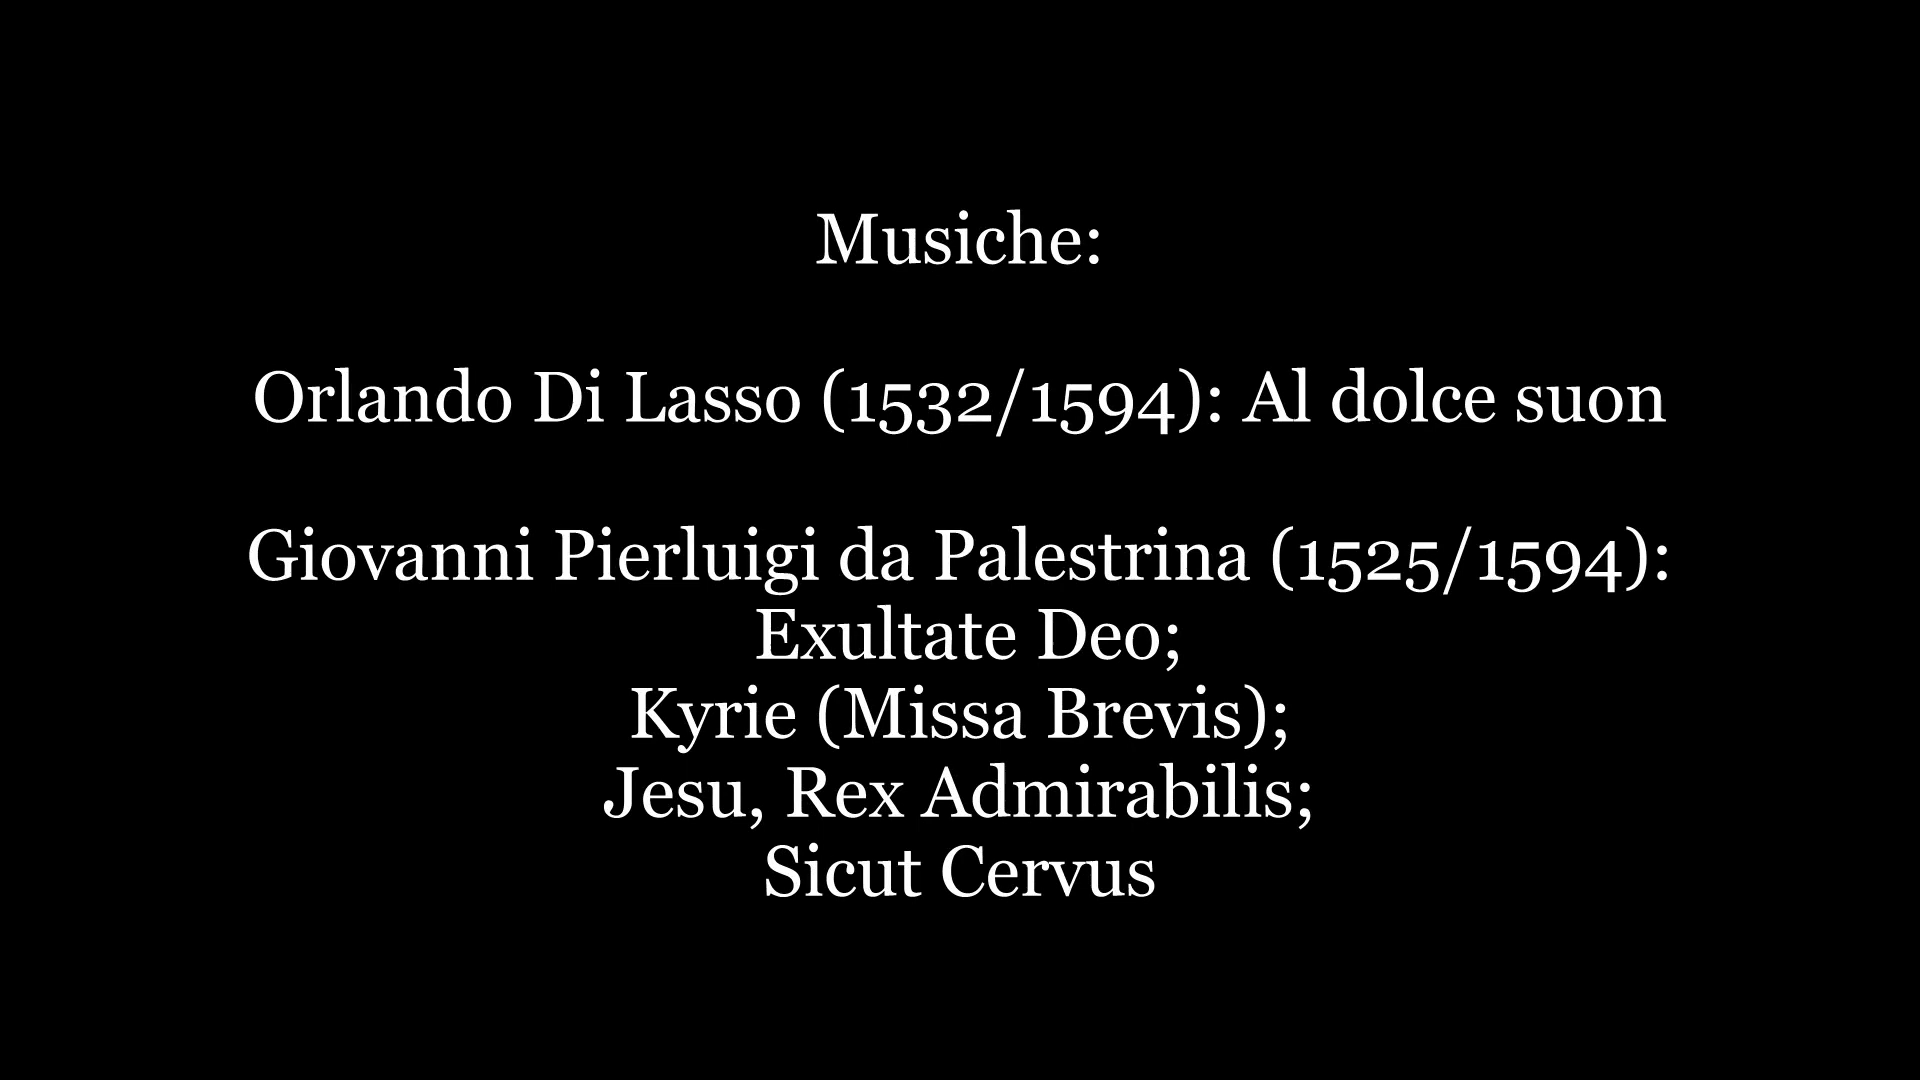 Musiche:
Orlando Di Lasso (1532/1594): Al dolce suon
Giovanni Pierluigi da Palestrina (1525/1594):
Exultate Deo;
Kyrie (Missa Brevis);
Jesu, Rex Admirabilis;
Sicut Cervus